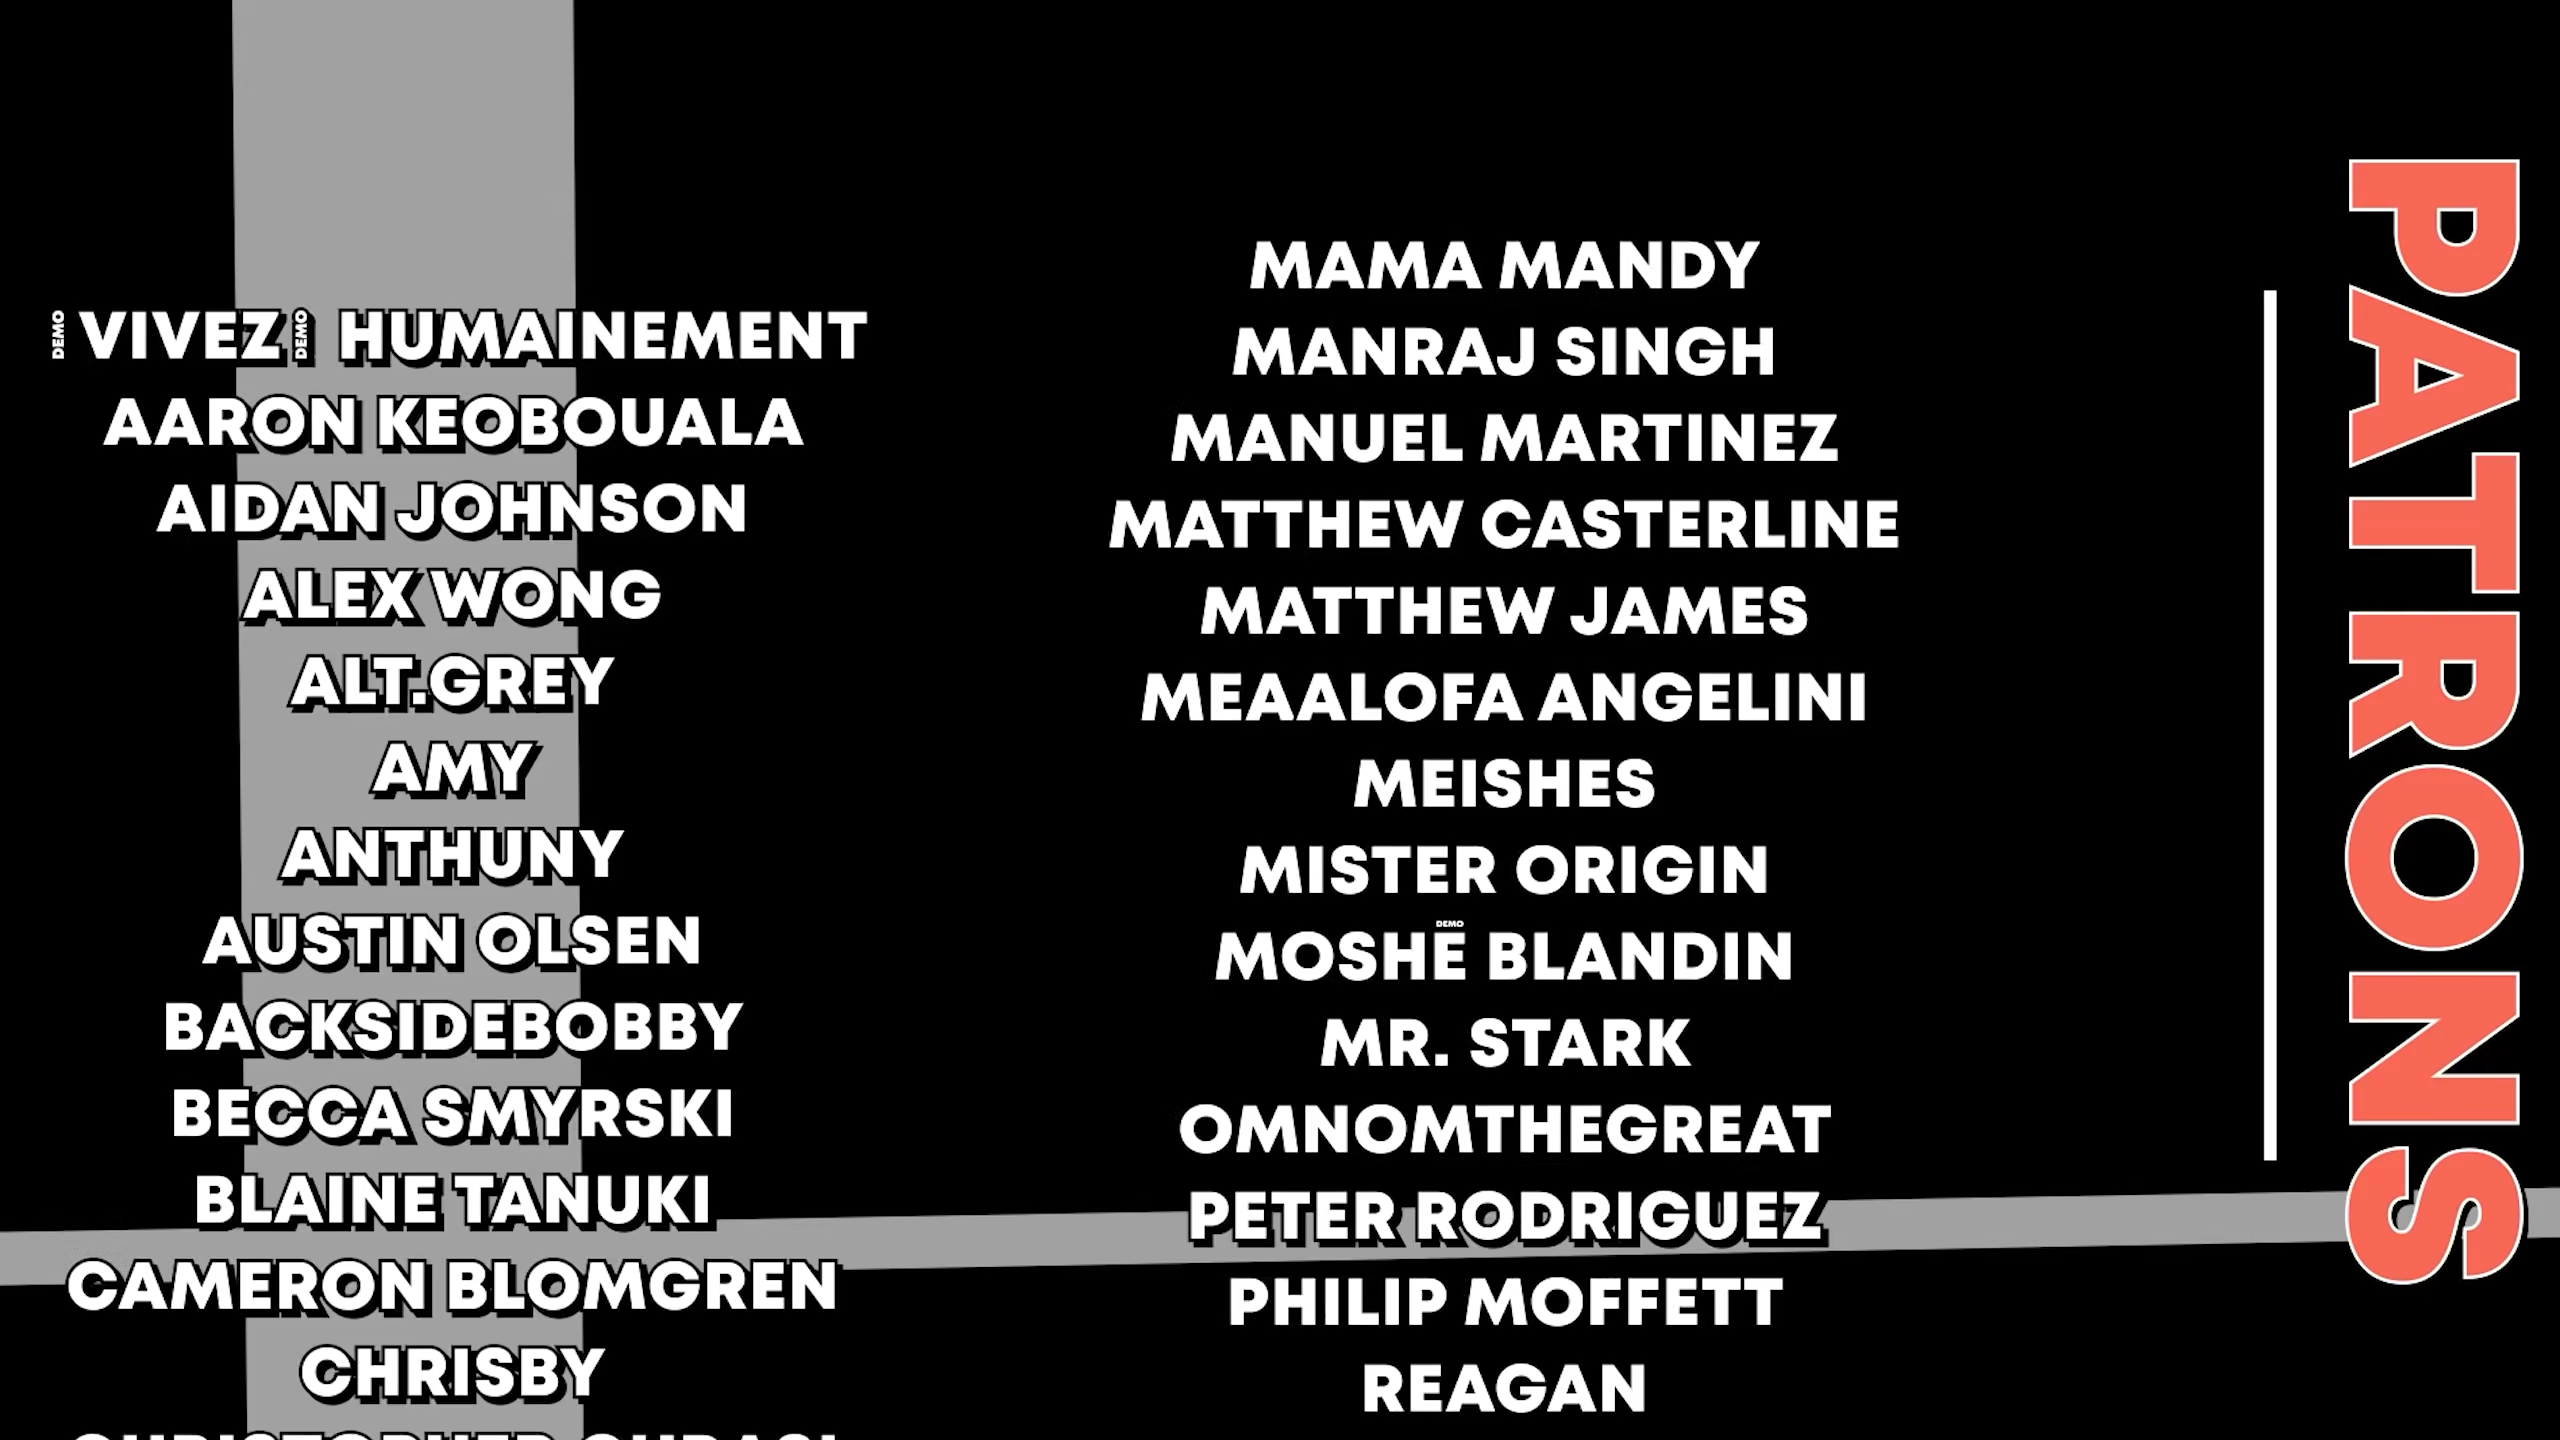 DEMO VIVEZ DEMO HUMAINEMENT
AARON KEOBOUALA
AIDAN JOHNSON
ALEX WONG
ALT.GREY
AMY
ANTHUNY
AUSTIN OLSEN
BACKSIDEBOBBY
BECCA SMYRSKI
BLAINE TANUKI
CAMERON BLOMGREN
CHRISBY
MAMA MANDY
MANRAJ SINGH
MANUEL MARTINEZ
MATTHEW CASTERLINE
MATTHEW JAMES
MEAALOFA ANGELINI
MEISHES
MISTER ORIGIN
DEMO
MOSHE BLANDIN
MR. STARK
OMNOMTHEGREAT
PETER RODRIGUEZ
PHILIP MOFFETT
REAGAN
PATRONS